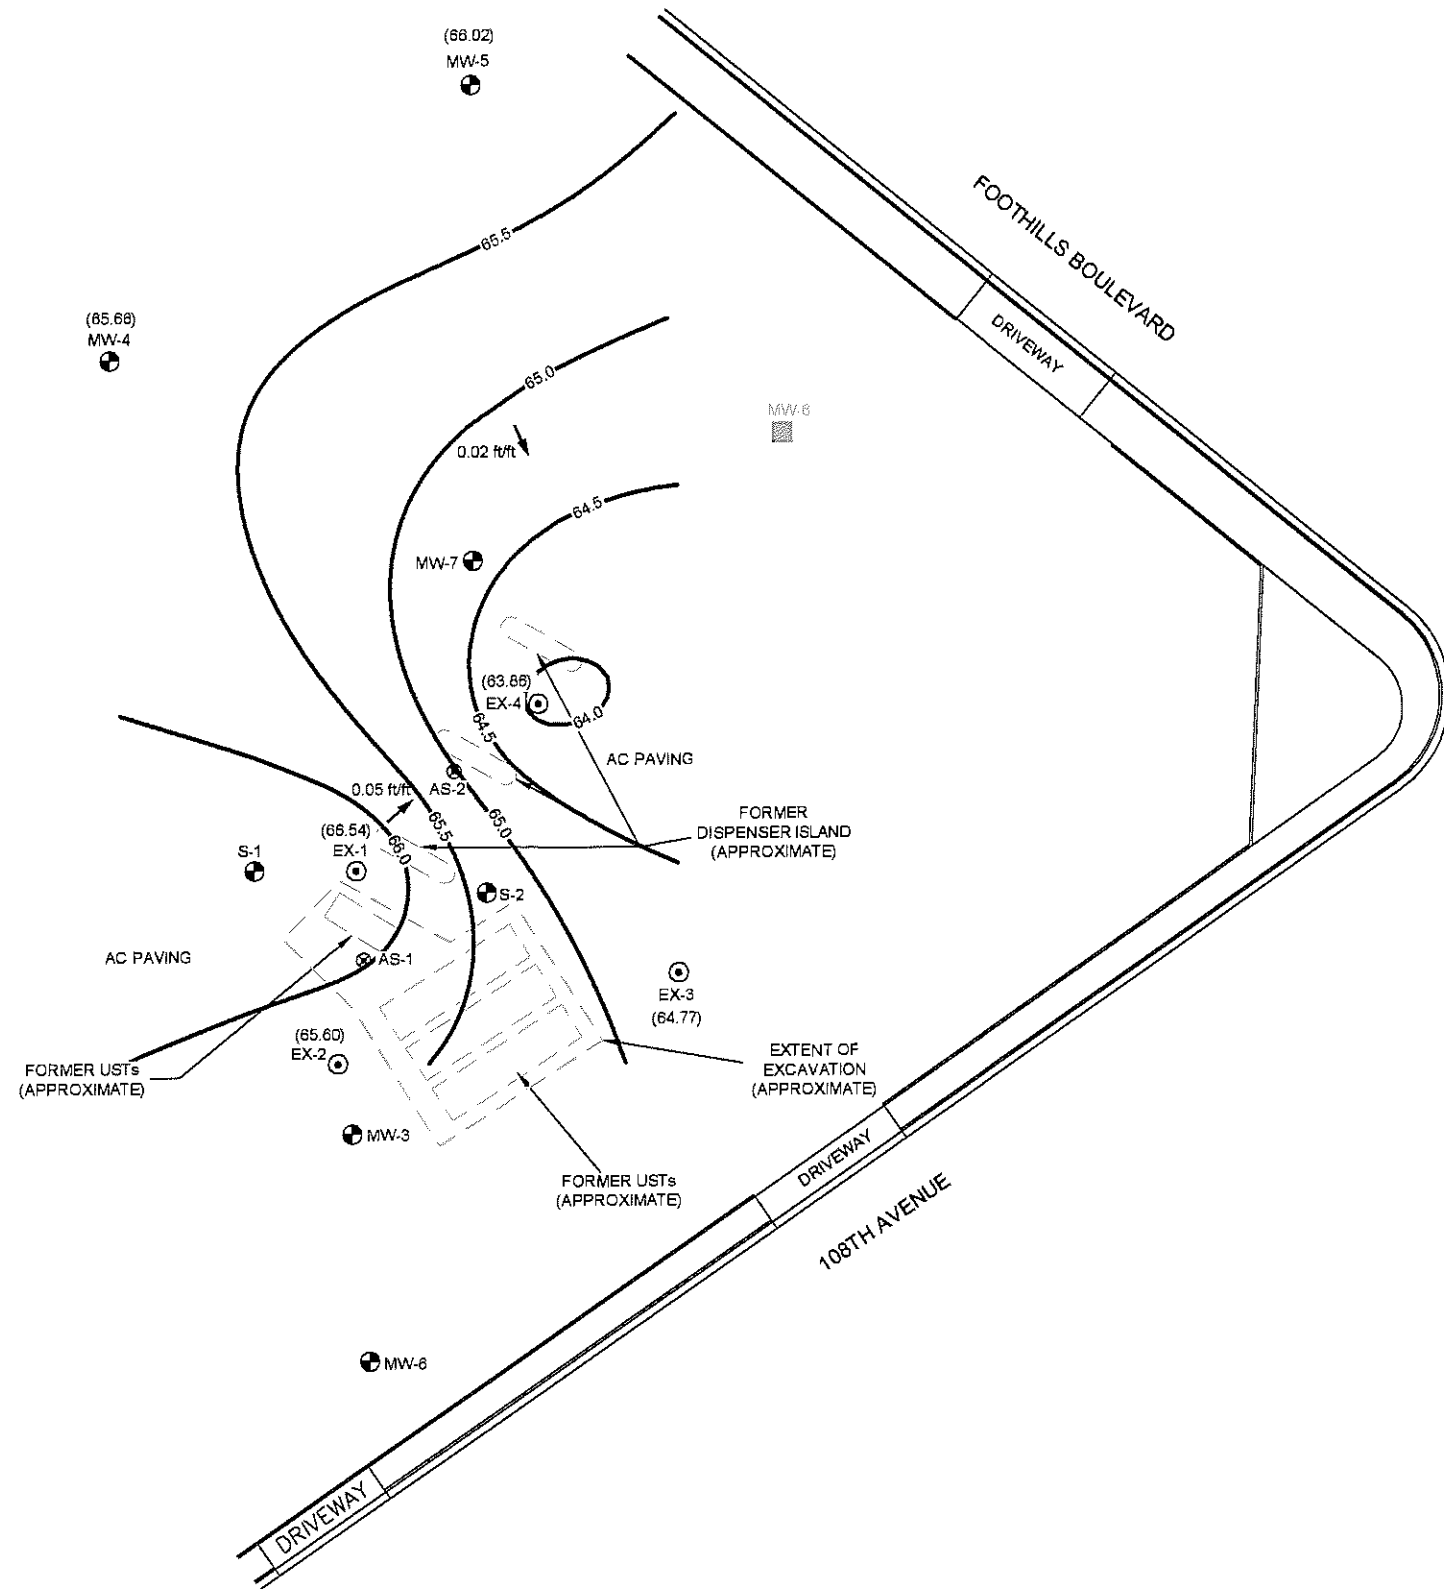 (66.02)
MW-5
FOOTHILLS BOULEVARD
65.5
(65.66)
MW-4
DRIVEWAY
65.0
MW-6
0.02 ft/ft
64.5
MW-7
(63.86)
EX-4
64.0
64.5
AC PAVING
0.05 ft/ft
AS-2
65.0
65.5
66.0
(66.54)
EX-1
FORMER
DISPENSER ISLAND
(APPROXIMATE)
S-1
S-2
AC PAVING
AS-1
EX-3
(64.77)
(65.60)
EX-2
FORMER USTs
(APPROXIMATE)
EXTENT OF
EXCAVATION
(APPROXIMATE)
MW-3
FORMER USTs
(APPROXIMATE)
DRIVEWAY
108TH AVENUE
MW-6
DRIVEWAY